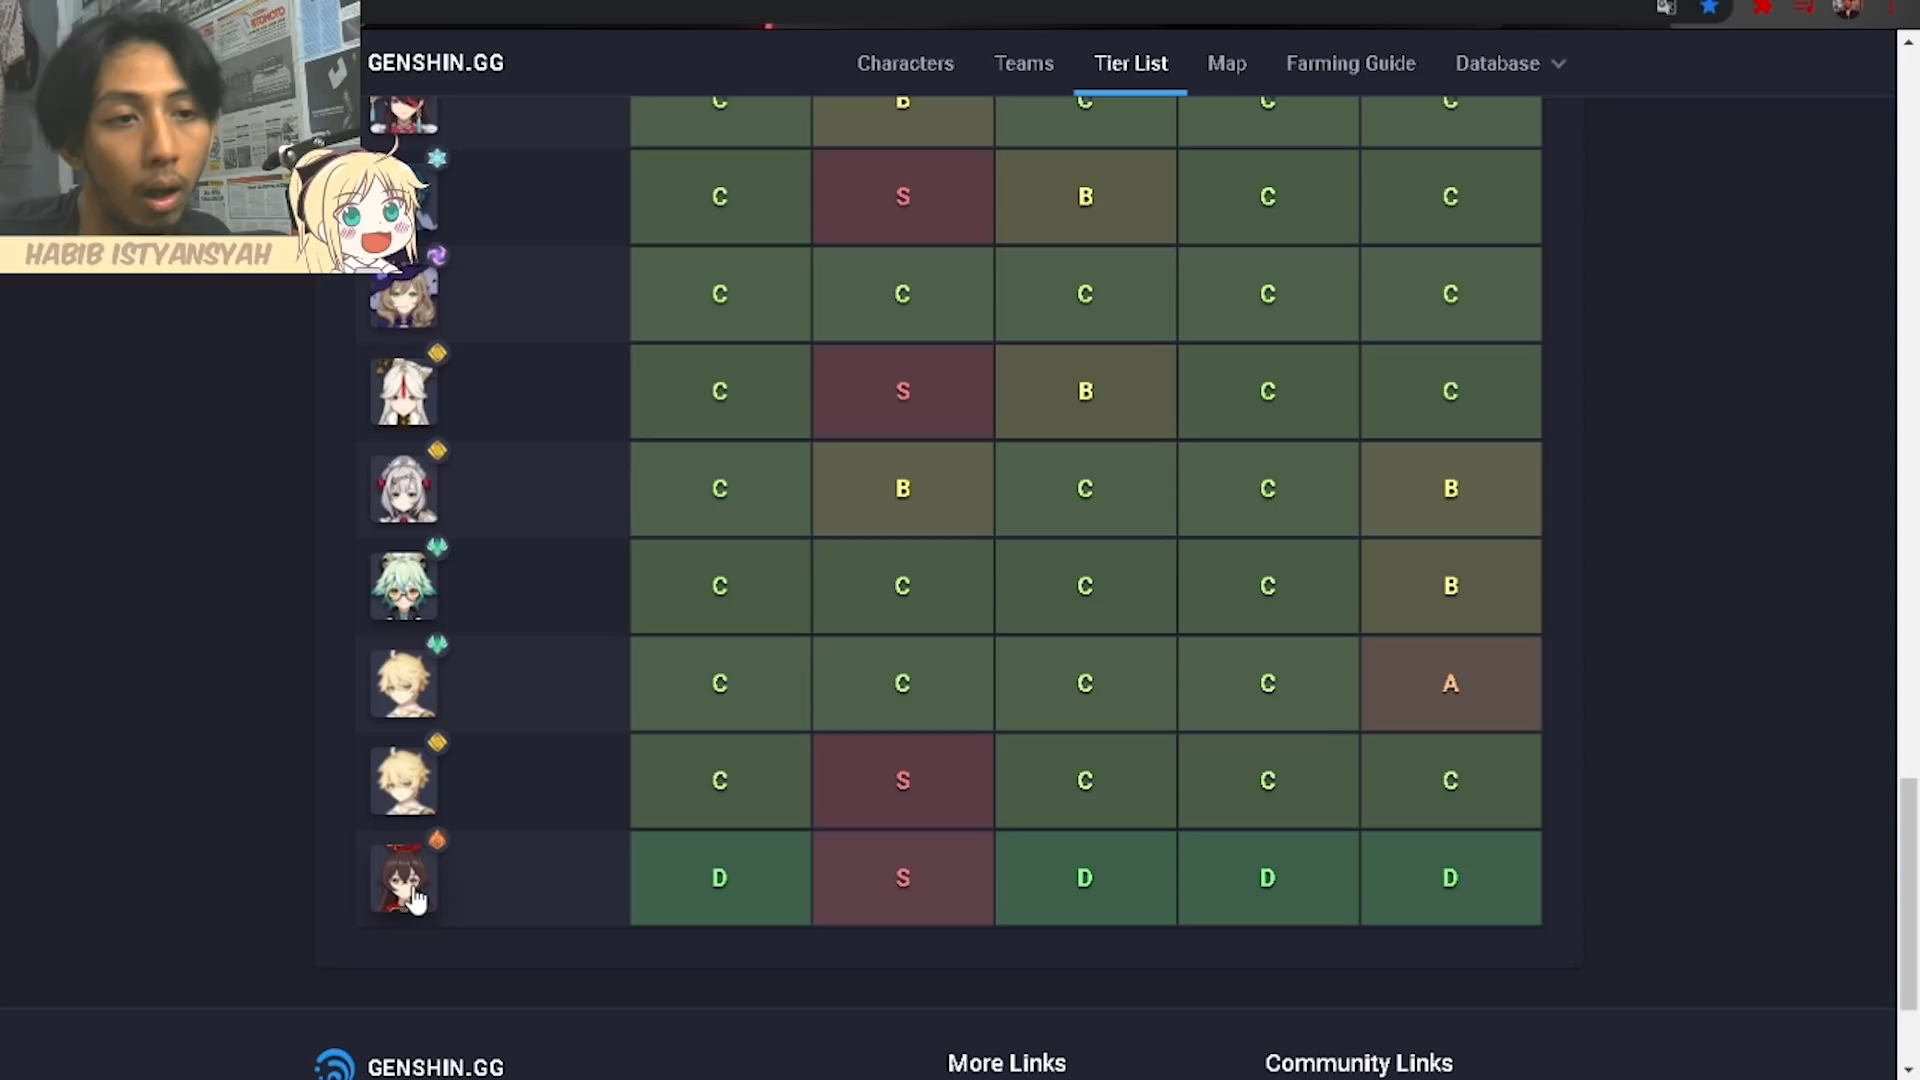 GENSHIN.GG
Characters
Teams
Tier List
Map
Farming Guide
Database
HABIB ISTYANSYAH
C B C C C
C S B C C
C C C C C
C S B C C
C B C C B
C C C C B
C C C C A
C S C C C
D S D D D
GENSHIN.GG
More Links
Community Links